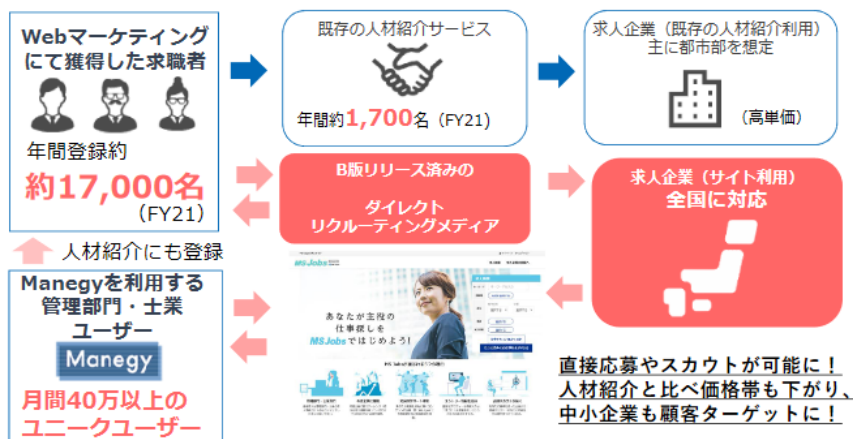 Webマーケティング
にて獲得した求職者
年間登録約
約17,000名
（FY21）
既存の人材紹介サービス
年間約1,700名（FY21）
求人企業（既存の人材紹介利用）
主に都市部を想定
（高単価）
B版リリース済みの
ダイレクト
リクルーティングメディア
求人企業（サイト利用）
全国に対応
人材紹介にも登録
Manegyを利用する
管理部門・士業
ユーザー
Manegy
月間40万以上の
ユニークユーザー
MS Jobs
あなたが主役の
仕事探しを
MS Jobsではじめよう!
直接応募やスカウトが可能に！
人材紹介と比べ価格帯も下がり、
中小企業も顧客ターゲットに！